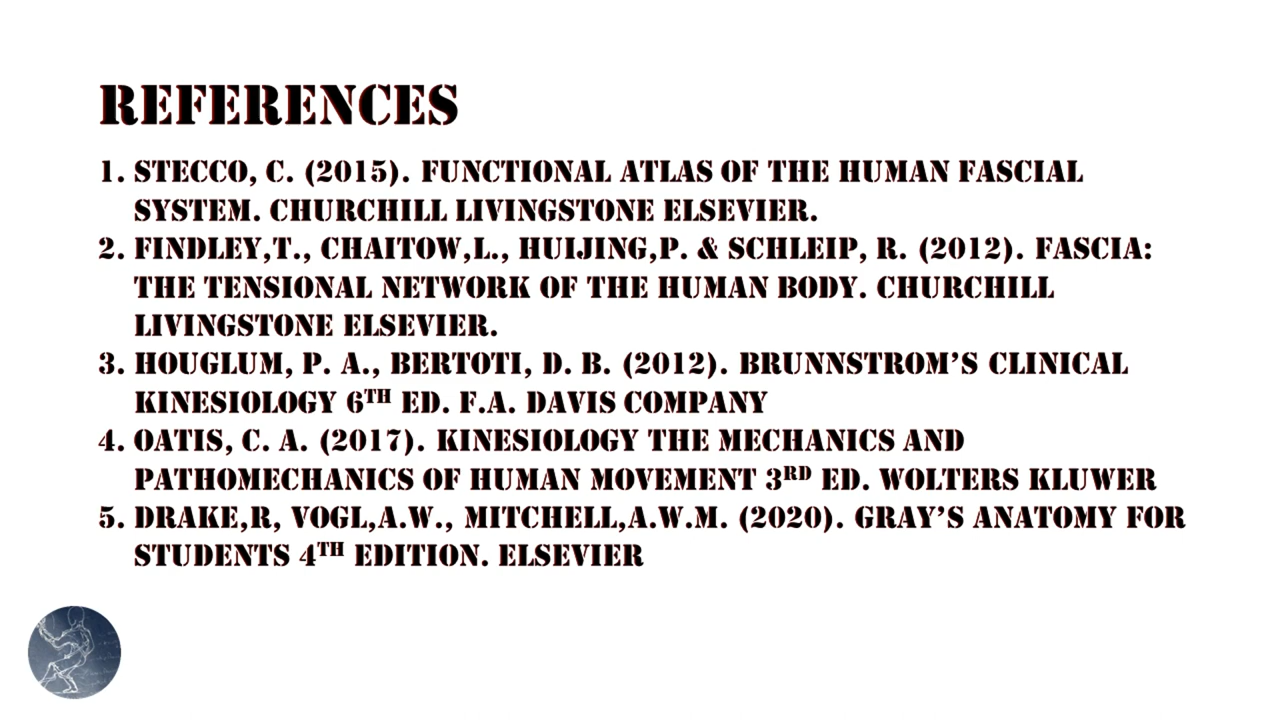 REFERENCES
1. STECCO, C. (2015). FUNCTIONAL ATLAS OF THE HUMAN FASCIAL
SYSTEM. CHURCHILL LIVINGSTONE ELSEVIER.
2. FINDLEY,T., CHAITOW,L., HUIJING,P. & SCHLEIP, R. (2012). FASCIA:
THE TENSIONAL NETWORK OF THE HUMAN BODY. CHURCHILL
LIVINGSTONE ELSEVIER.
3. HOUGLUM, P. A., BERTOTI, D. B. (2012). BRUNNSTROM’S CLINICAL
KINESIOLOGY 6TH ED. F.A. DAVIS COMPANY
4. OATIS, C. A. (2017). KINESIOLOGY THE MECHANICS AND
PATHOMECHANICS OF HUMAN MOVEMENT 3RD ED. WOLTERS KLUWER
5. DRAKE,R, VOGL,A.W., MITCHELL,A.W.M. (2020). GRAY’S ANATOMY FOR
STUDENTS 4TH EDITION. ELSEVIER